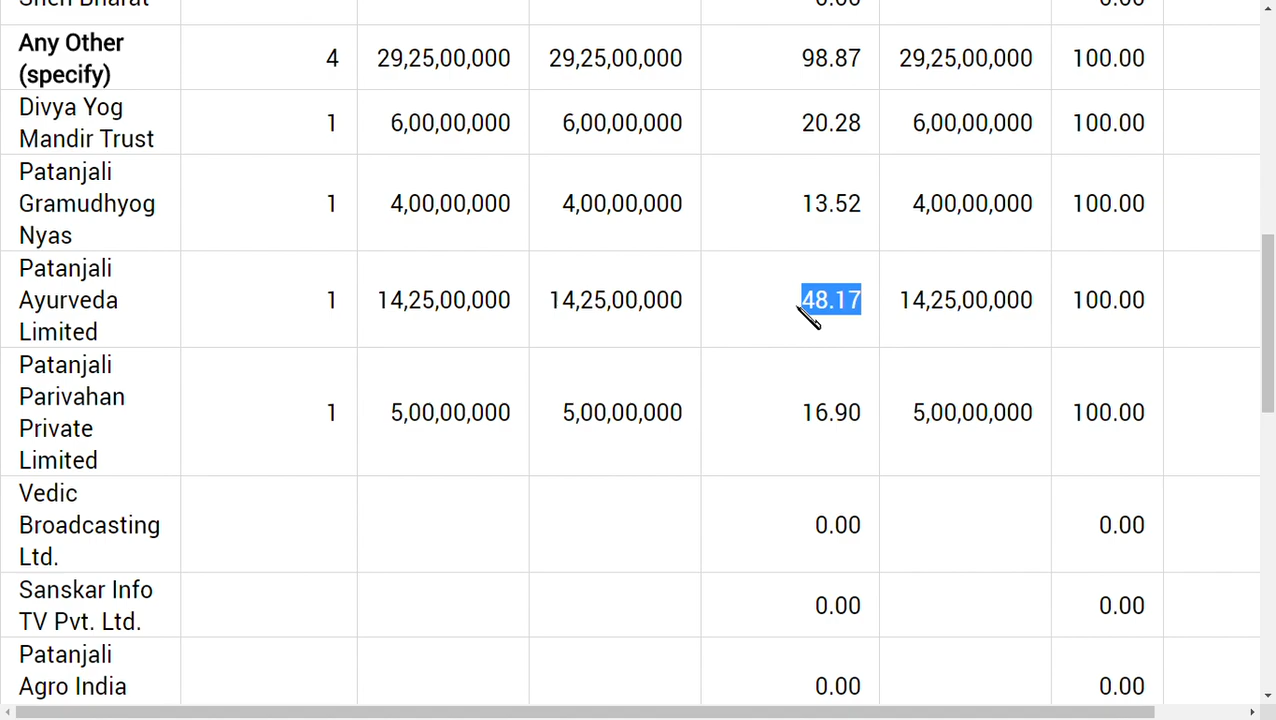 Any Other
(specify) 4 29,25,00,000 29,25,00,000 98.87 29,25,00,000 100.00
Divya Yog
Mandir Trust 1 6,00,00,000 6,00,00,000 20.28 6,00,00,000 100.00
Patanjali
Gramudhyog 1 4,00,00,000 4,00,00,000 13.52 4,00,00,000 100.00
Nyas
Patanjali
Ayurveda 1 14,25,00,000 14,25,00,000 48.17 14,25,00,000 100.00
Limited
Patanjali
Parivahan 1 5,00,00,000 5,00,00,000 16.90 5,00,00,000 100.00
Private
Limited
Vedic
Broadcasting 0.00 0.00
Ltd.
Sanskar Info
TV Pvt. Ltd. 0.00 0.00
Patanjali
Agro India 0.00 0.00